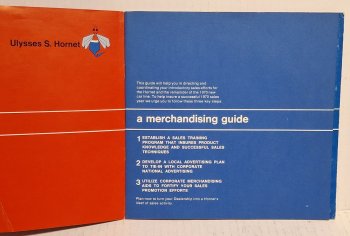 Ulysses S. Hornet
This guide will help you in directing and
coordinating your introductory sales efforts for
the Hornet and the remainder of the 1970 new
car line. To help insure a successful 1970 sales
year we urge you to follow these three key steps:
a merchandising guide
1 ESTABLISH A SALES TRAINING
PROGRAM THAT INSURES PRODUCT
KNOWLEDGE AND SUCCESSFUL SALES
TECHNIQUES
2 DEVELOP A LOCAL ADVERTISING PLAN
TO TIE-IN WITH CORPORATE
NATIONAL ADVERTISING
3 UTILIZE CORPORATE MERCHANDISING
AIDS TO FORTIFY YOUR SALES
PROMOTION EFFORTS
Plan now to turn your Dealership into a Hornet's
Nest of sales activity.